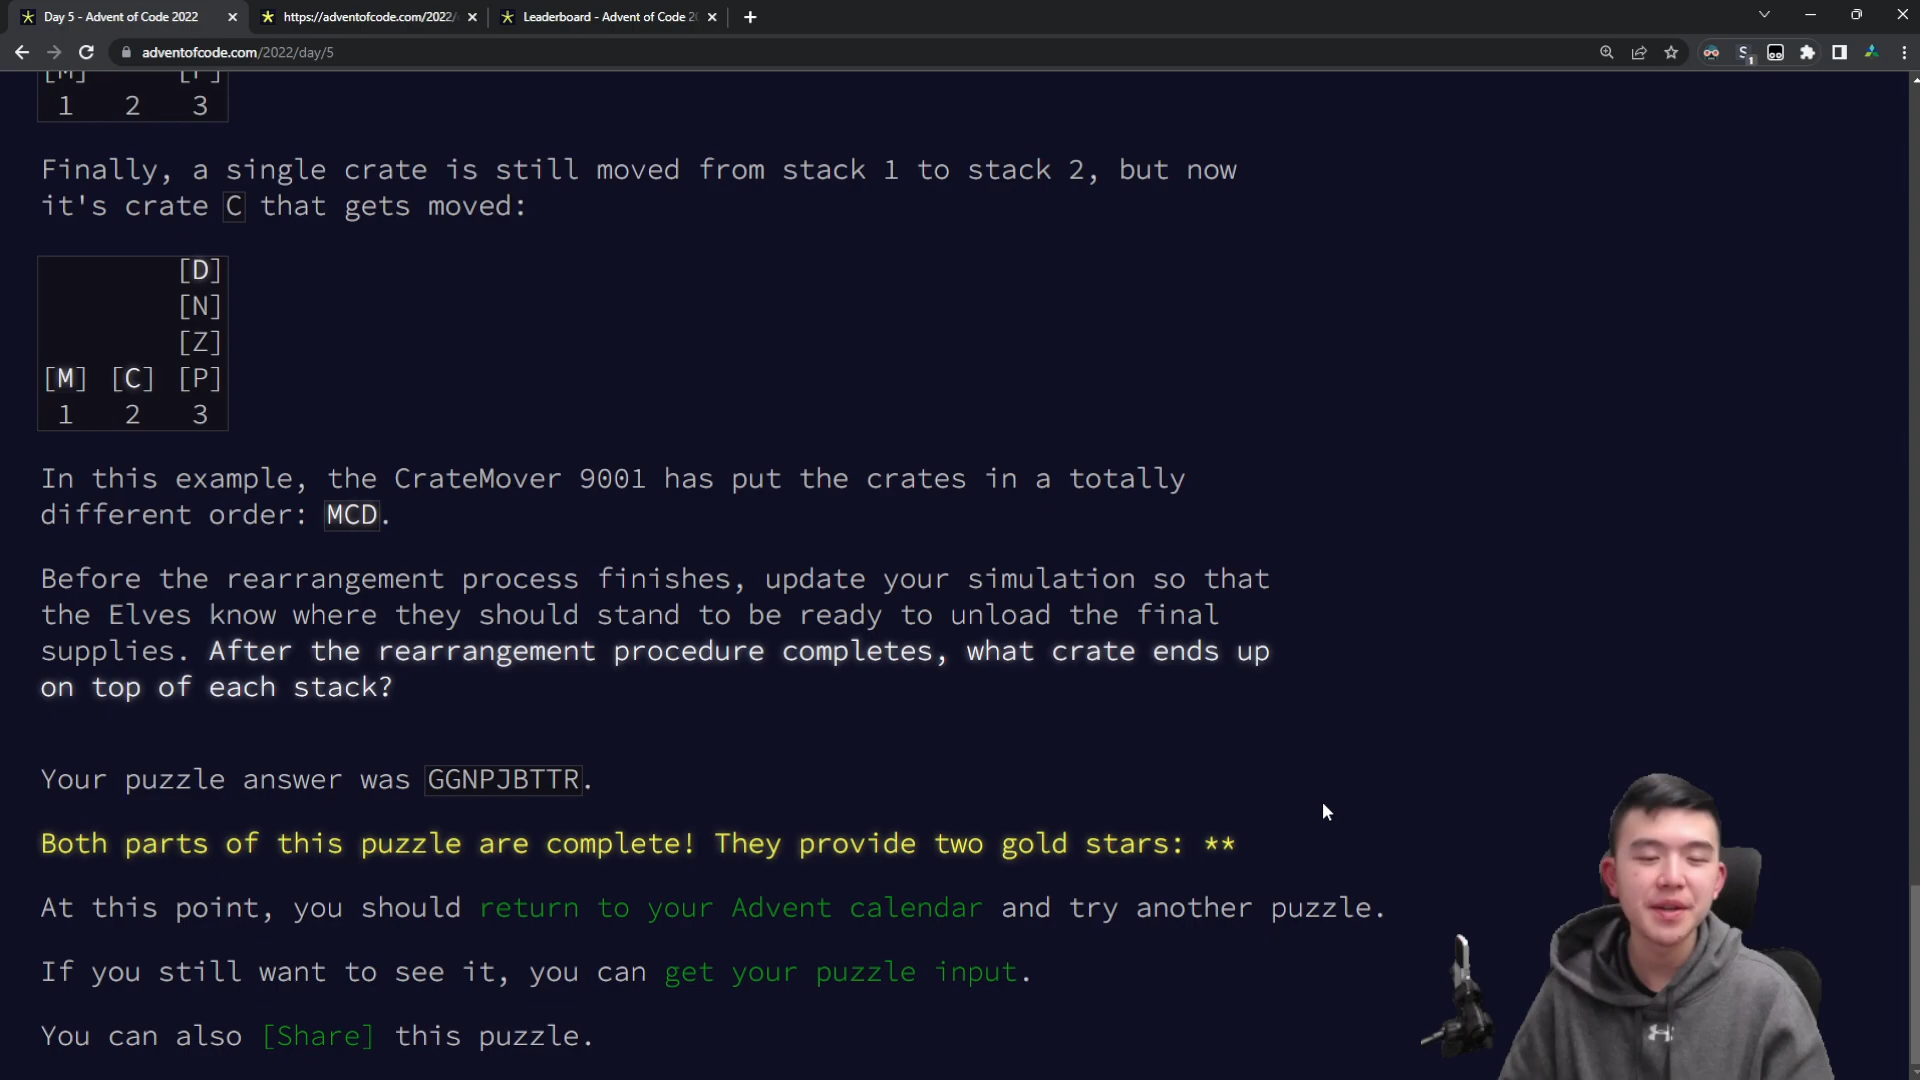 Day 5 - Advent of Code 2022
https://adventofcode.com/2022/
Leaderboard - Advent of Code 2
adventofcode.com/2022/day/5
1 2 3
Finally, a single crate is still moved from stack 1 to stack 2, but now
it's crate C that gets moved:
[D]
[N]
[Z]
[M] [C] [P]
1 2 3
In this example, the CrateMover 9001 has put the crates in a totally
different order: MCD.
Before the rearrangement process finishes, update your simulation so that
the Elves know where they should stand to be ready to unload the final
supplies. After the rearrangement procedure completes, what crate ends up
on top of each stack?
Your puzzle answer was GGNPJBTTR.
Both parts of this puzzle are complete! They provide two gold stars: **
At this point, you should return to your Advent calendar and try another puzzle.
If you still want to see it, you can get your puzzle input.
You can also [Share] this puzzle.